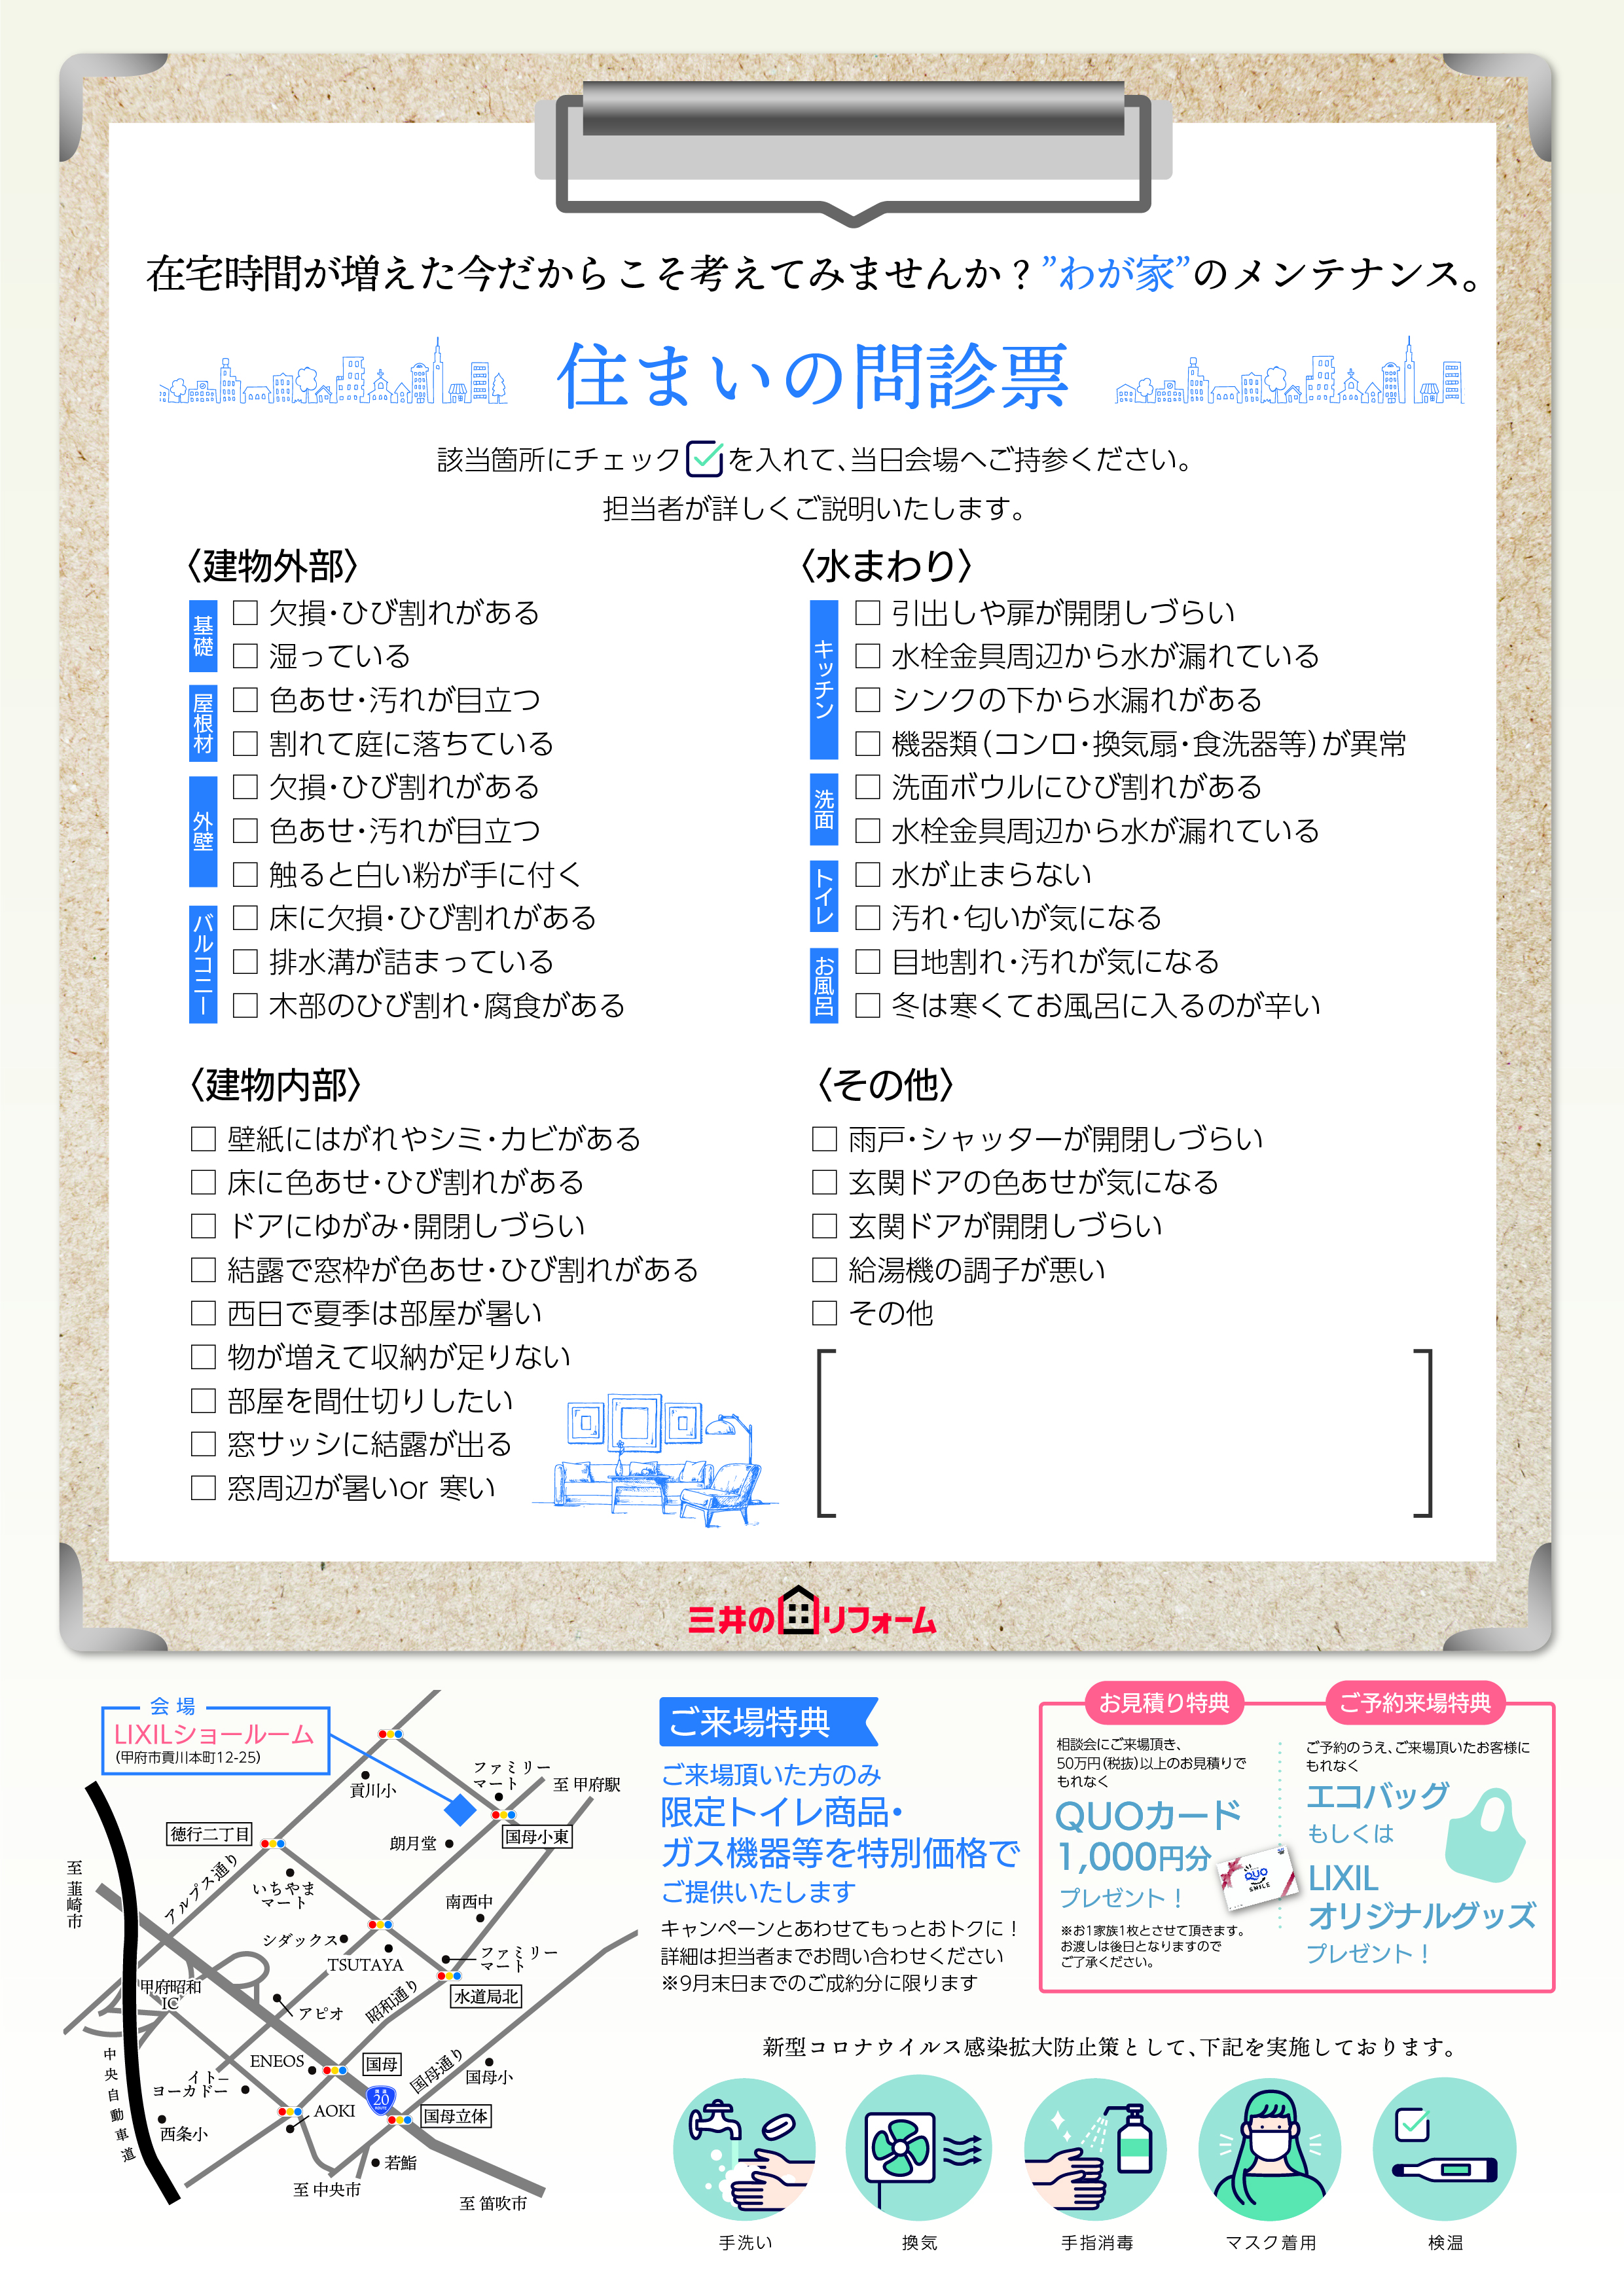 在宅時間が増えた今だからこそ考えてみませんか？”わが家”のメンテナンス。
住まいの問診票
該当箇所にチェックを入れて、当日会場へご持参ください。
担当者が詳しくご説明いたします。
〈建物外部〉
基礎
□ 欠損・ひび割れがある
□ 湿っている
屋根材
□ 色あせ・汚れが目立つ
□ 割れて庭に落ちている
外壁
□ 欠損・ひび割れがある
□ 色あせ・汚れが目立つ
□ 触ると白い粉が手に付く
バルコニー
□ 床に欠損・ひび割れがある
□ 排水溝が詰まっている
□ 木部のひび割れ・腐食がある
〈水まわり〉
キッチン
□ 引出しや扉が開閉しづらい
□ 水栓金具周辺から水が漏れている
□ シンクの下から水漏れがある
□ 機器類（コンロ・換気扇・食洗器等）が異常
洗面
□ 洗面ボウルにひび割れがある
□ 水栓金具周辺から水が漏れている
トイレ
□ 水が止まらない
□ 汚れ・匂いが気になる
お風呂
□ 目地割れ・汚れが気になる
□ 冬は寒くてお風呂に入るのが辛い
〈建物内部〉
□ 壁紙にはがれやシミ・カビがある
□ 床に色あせ・ひび割れがある
□ ドアにゆがみ・開閉しづらい
□ 結露で窓枠が色あせ・ひび割れがある
□ 西日で夏季は部屋が暑い
□ 物が増えて収納が足りない
□ 部屋を間仕切りしたい
□ 窓サッシに結露が出る
□ 窓周辺が暑いor 寒い
〈その他〉
□ 雨戸・シャッターが開閉しづらい
□ 玄関ドアの色あせが気になる
□ 玄関ドアが開閉しづらい
□ 給湯機の調子が悪い
□ その他
三井のリフォーム
会 場
LIXILショールーム
（甲府市貢川本町12-25）
貢川小
ファミリー
マート
至 甲府駅
徳行二丁目
朗月堂
国母小東
至 韮崎市
アルプス通り
いちやま
マート
南西中
シダックス
TSUTAYA
ファミリー
マート
甲府昭和
IC
アピオ
昭和通り
水道局北
中央自動車道
ENEOS
国母
国母通り
国母小
イトー
ヨーカドー
国道
20
ROUTE
AOKI
国母立体
西条小
若鮨
至 中央市
至 笛吹市
ご来場特典
ご来場頂いた方のみ
限定トイレ商品・
ガス機器等を特別価格で
ご提供いたします
キャンペーンとあわせてもっとおトクに！
詳細は担当者までお問い合わせください
※9月末日までのご成約分に限ります
お見積り特典
相談会にご来場頂き、
50万円（税抜）以上のお見積りで
もれなく
QUOカード
1,000円分
プレゼント！
※お1家族1枚とさせて頂きます。
お渡しは後日となりますので
ご了承ください。
QUO
SMILE
ご予約来場特典
ご予約のうえ、ご来場頂いたお客様に
もれなく
エコバッグ
もしくは
LIXIL
オリジナルグッズ
プレゼント！
新型コロナウイルス感染拡大防止策として、下記を実施しております。
手洗い
換気
手指消毒
マスク着用
検温